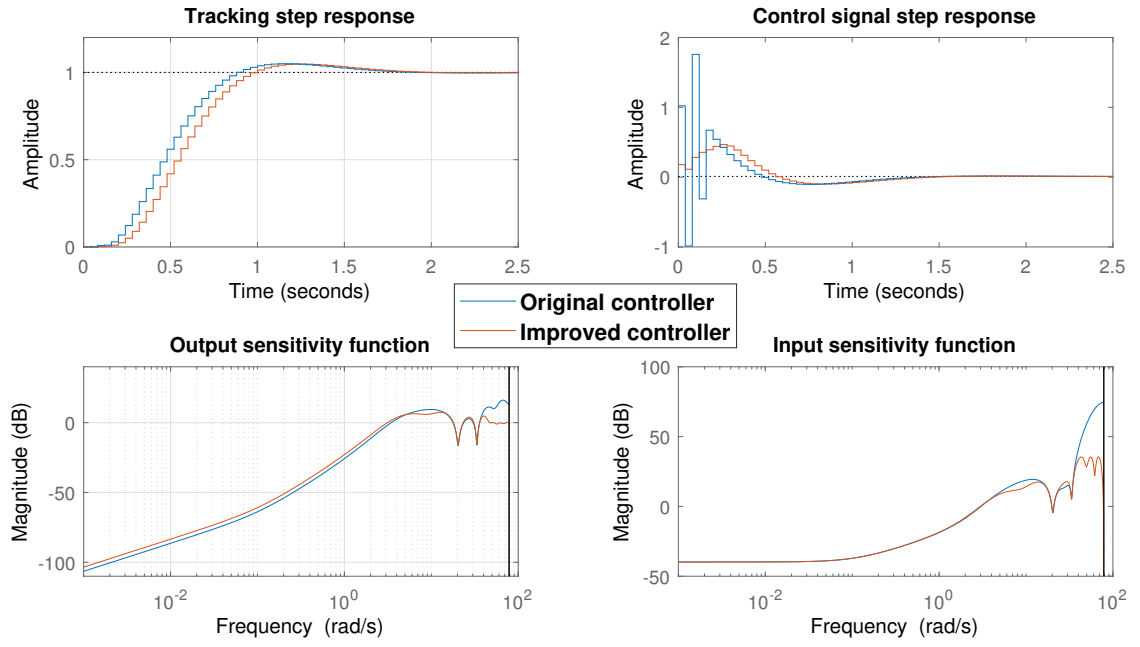 Tracking step response
Amplitude
1
0.5
0
0 0.5 1 1.5 2 2.5
Time (seconds)
Control signal step response
Amplitude
2
1
0
-1
0 0.5 1 1.5 2 2.5
Time (seconds)
Original controller
Improved controller
Output sensitivity function
Magnitude (dB)
0
-50
-100
10⁻² 10⁰ 10²
Frequency (rad/s)
Input sensitivity function
Magnitude (dB)
100
50
0
-50
10⁻² 10⁰ 10²
Frequency (rad/s)